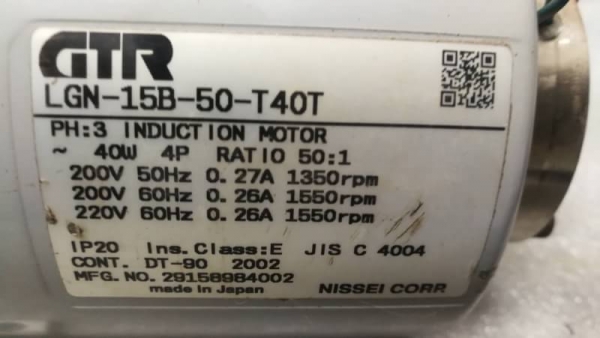 GTR
LGN-15B-50-T40T
PH:3 INDUCTION MOTOR
~ 40W 4P RATIO 50:1
200V 50Hz 0.27A 1350rpm
200V 60Hz 0.26A 1550rpm
220V 60Hz 0.26A 1550rpm
IP20 Ins.Class:E JIS C 4004
CONT. DT-90 2002
MFG.NO.29158984002
made in Japan NISSEI CORP.